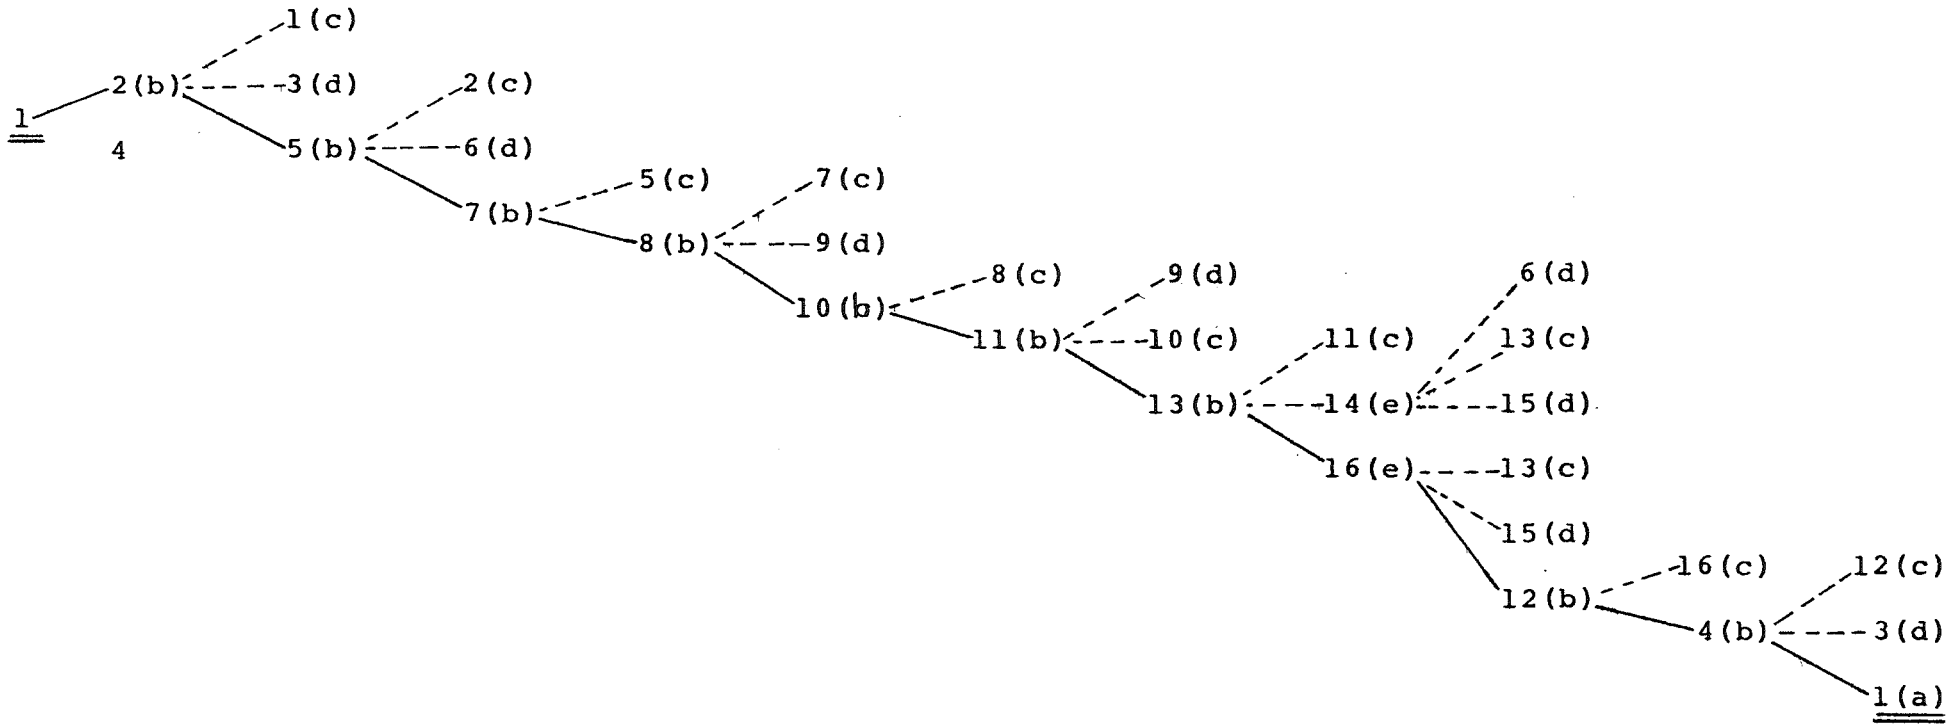 1(c)
2(b) 3(d) 2(c)
1
4 5(b) 6(d)
5(c) 7(c)
7(b)
8(b) 9(d)
8(c) 9(d) 6(d)
10(b)
11(b) 10(c) 11(c) 13(c)
13(b) 14(e) 15(d)
16(e) 13(c)
15(d)
16(c) 12(c)
12(b)
4(b) 3(d)
1(a)